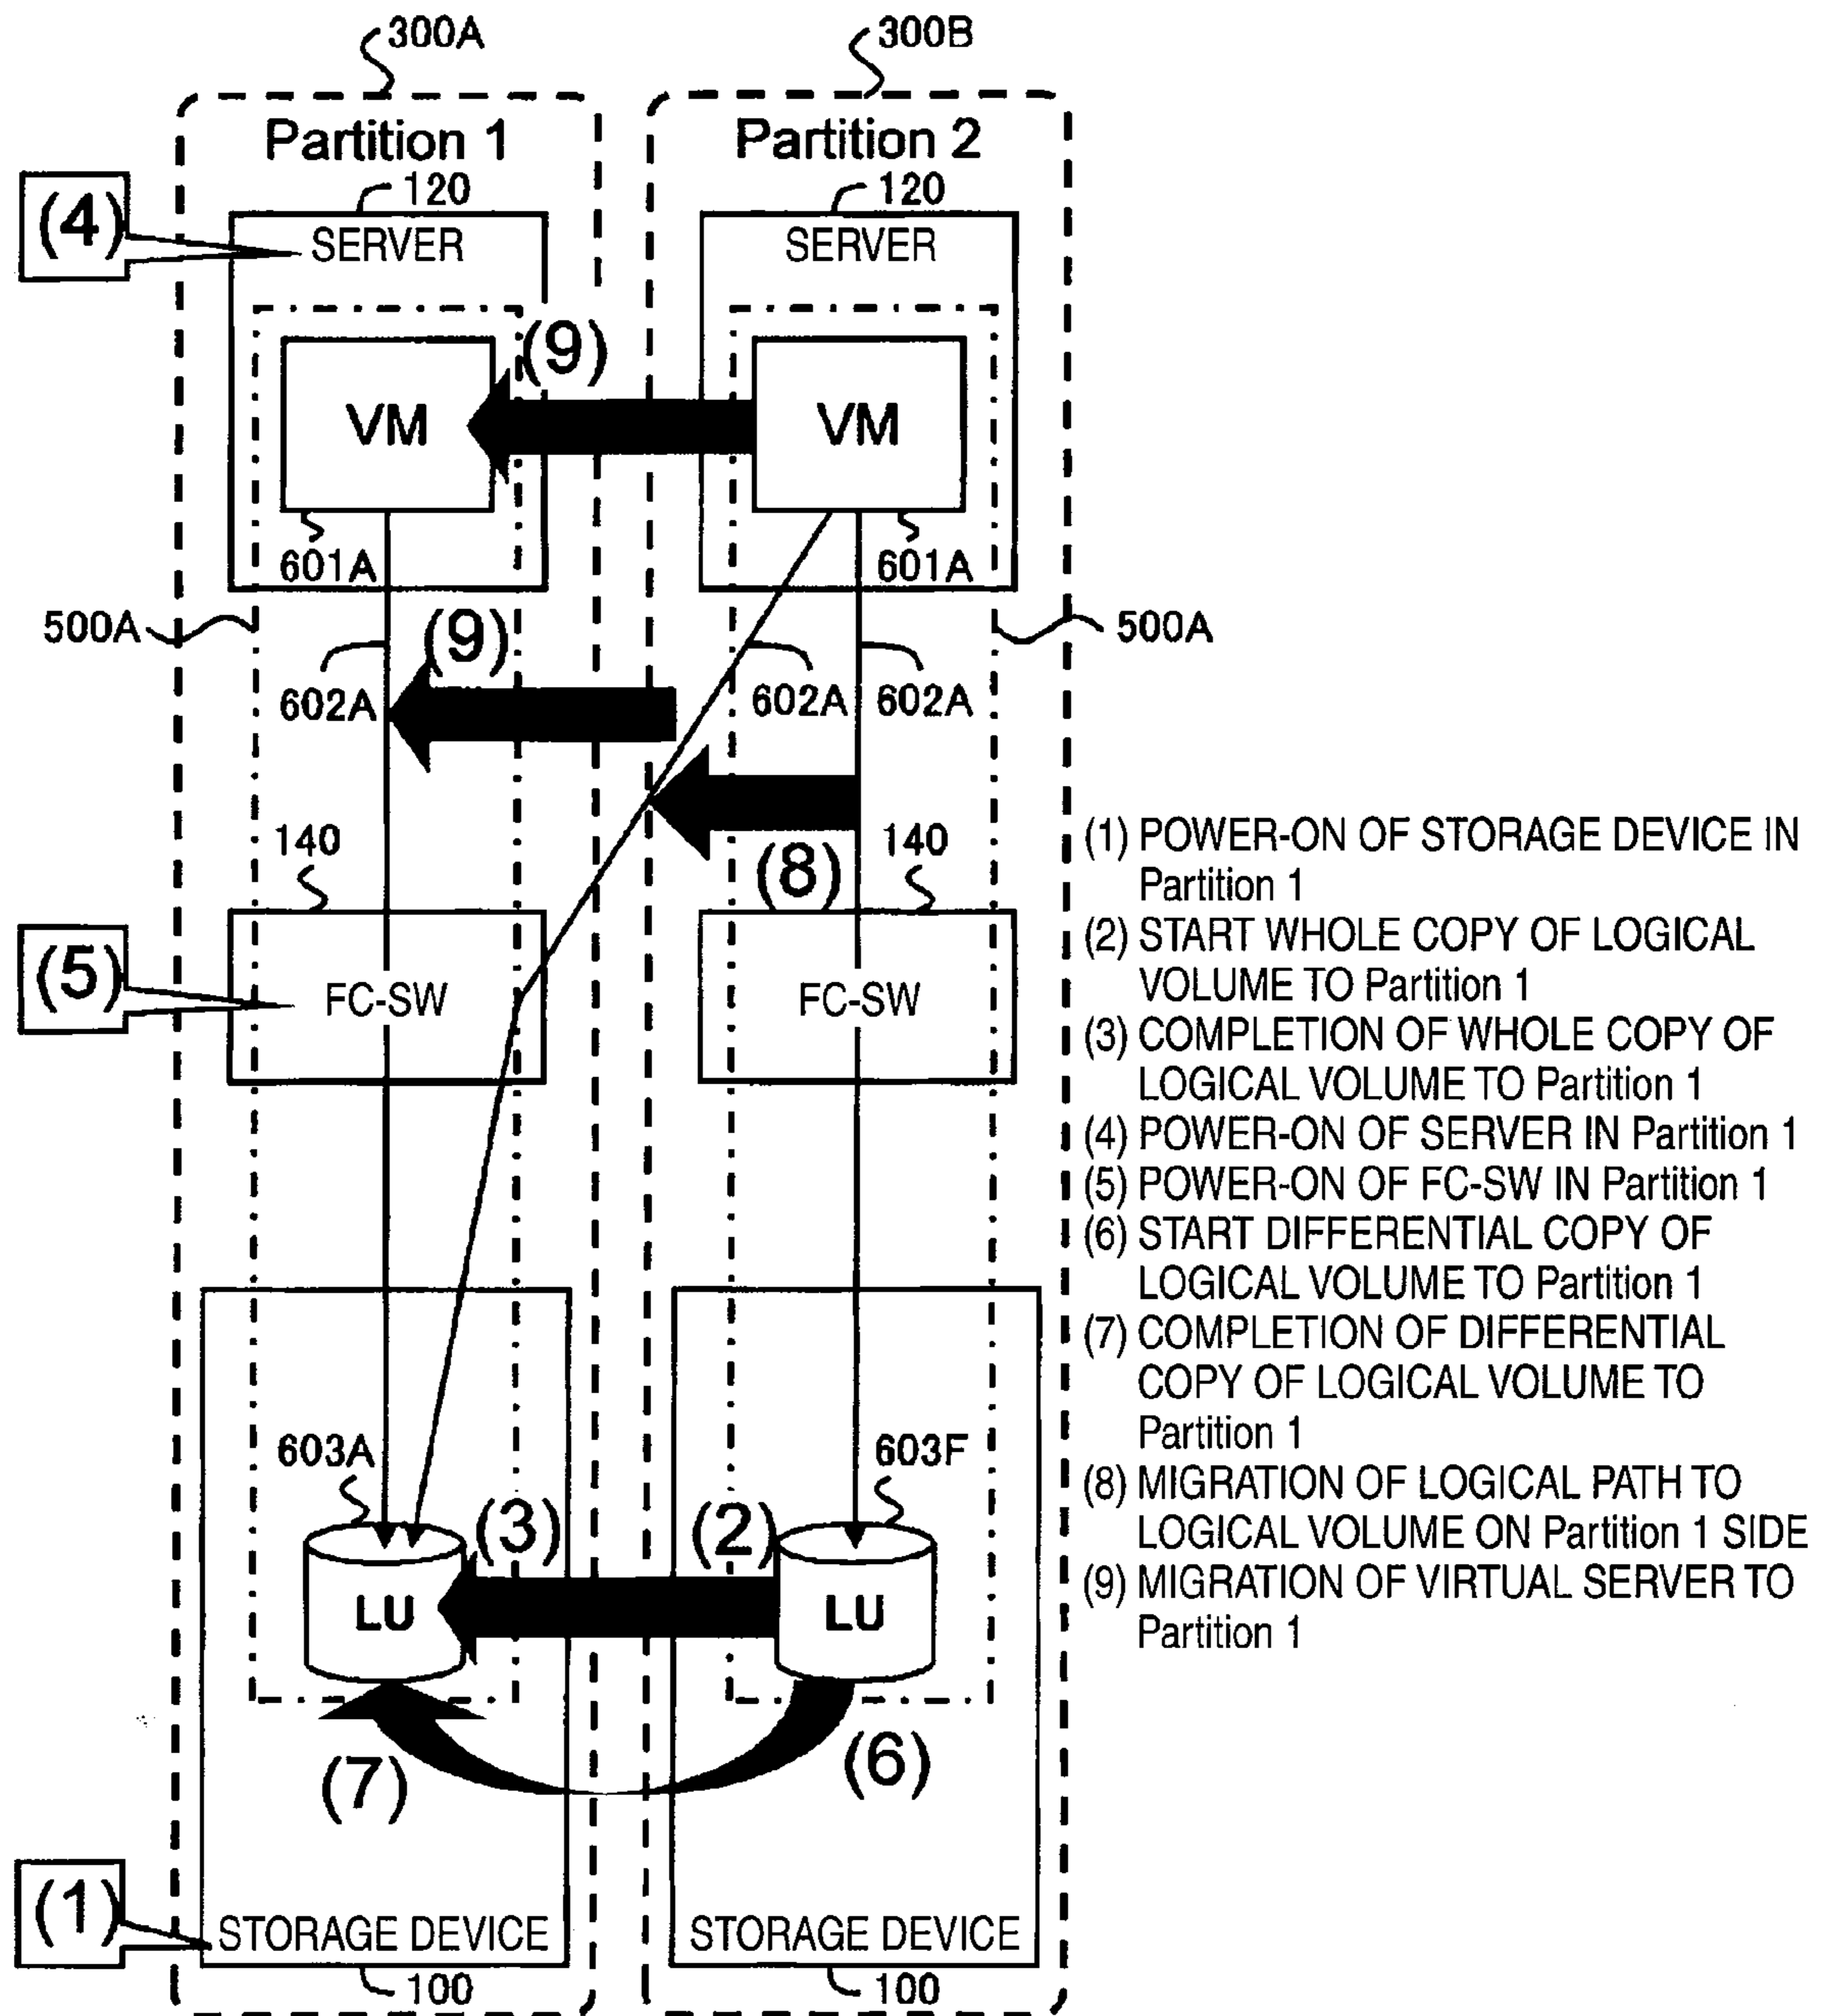 300A
300B
Partition 1
Partition 2
120
120
(4)
SERVER
SERVER
(9)
VM
VM
601A
601A
500A
(9)
500A
602A
602A
602A
140
(8)
140
(5)
FC-SW
FC-SW
603A
603F
(3)
(2)
LU
LU
(7)
(6)
(1)
STORAGE DEVICE
STORAGE DEVICE
100
100
(1) POWER-ON OF STORAGE DEVICE IN
Partition 1
(2) START WHOLE COPY OF LOGICAL
VOLUME TO Partition 1
(3) COMPLETION OF WHOLE COPY OF
LOGICAL VOLUME TO Partition 1
(4) POWER-ON OF SERVER IN Partition 1
(5) POWER-ON OF FC-SW IN Partition 1
(6) START DIFFERENTIAL COPY OF
LOGICAL VOLUME TO Partition 1
(7) COMPLETION OF DIFFERENTIAL
COPY OF LOGICAL VOLUME TO
Partition 1
(8) MIGRATION OF LOGICAL PATH TO
LOGICAL VOLUME ON Partition 1 SIDE
(9) MIGRATION OF VIRTUAL SERVER TO
Partition 1